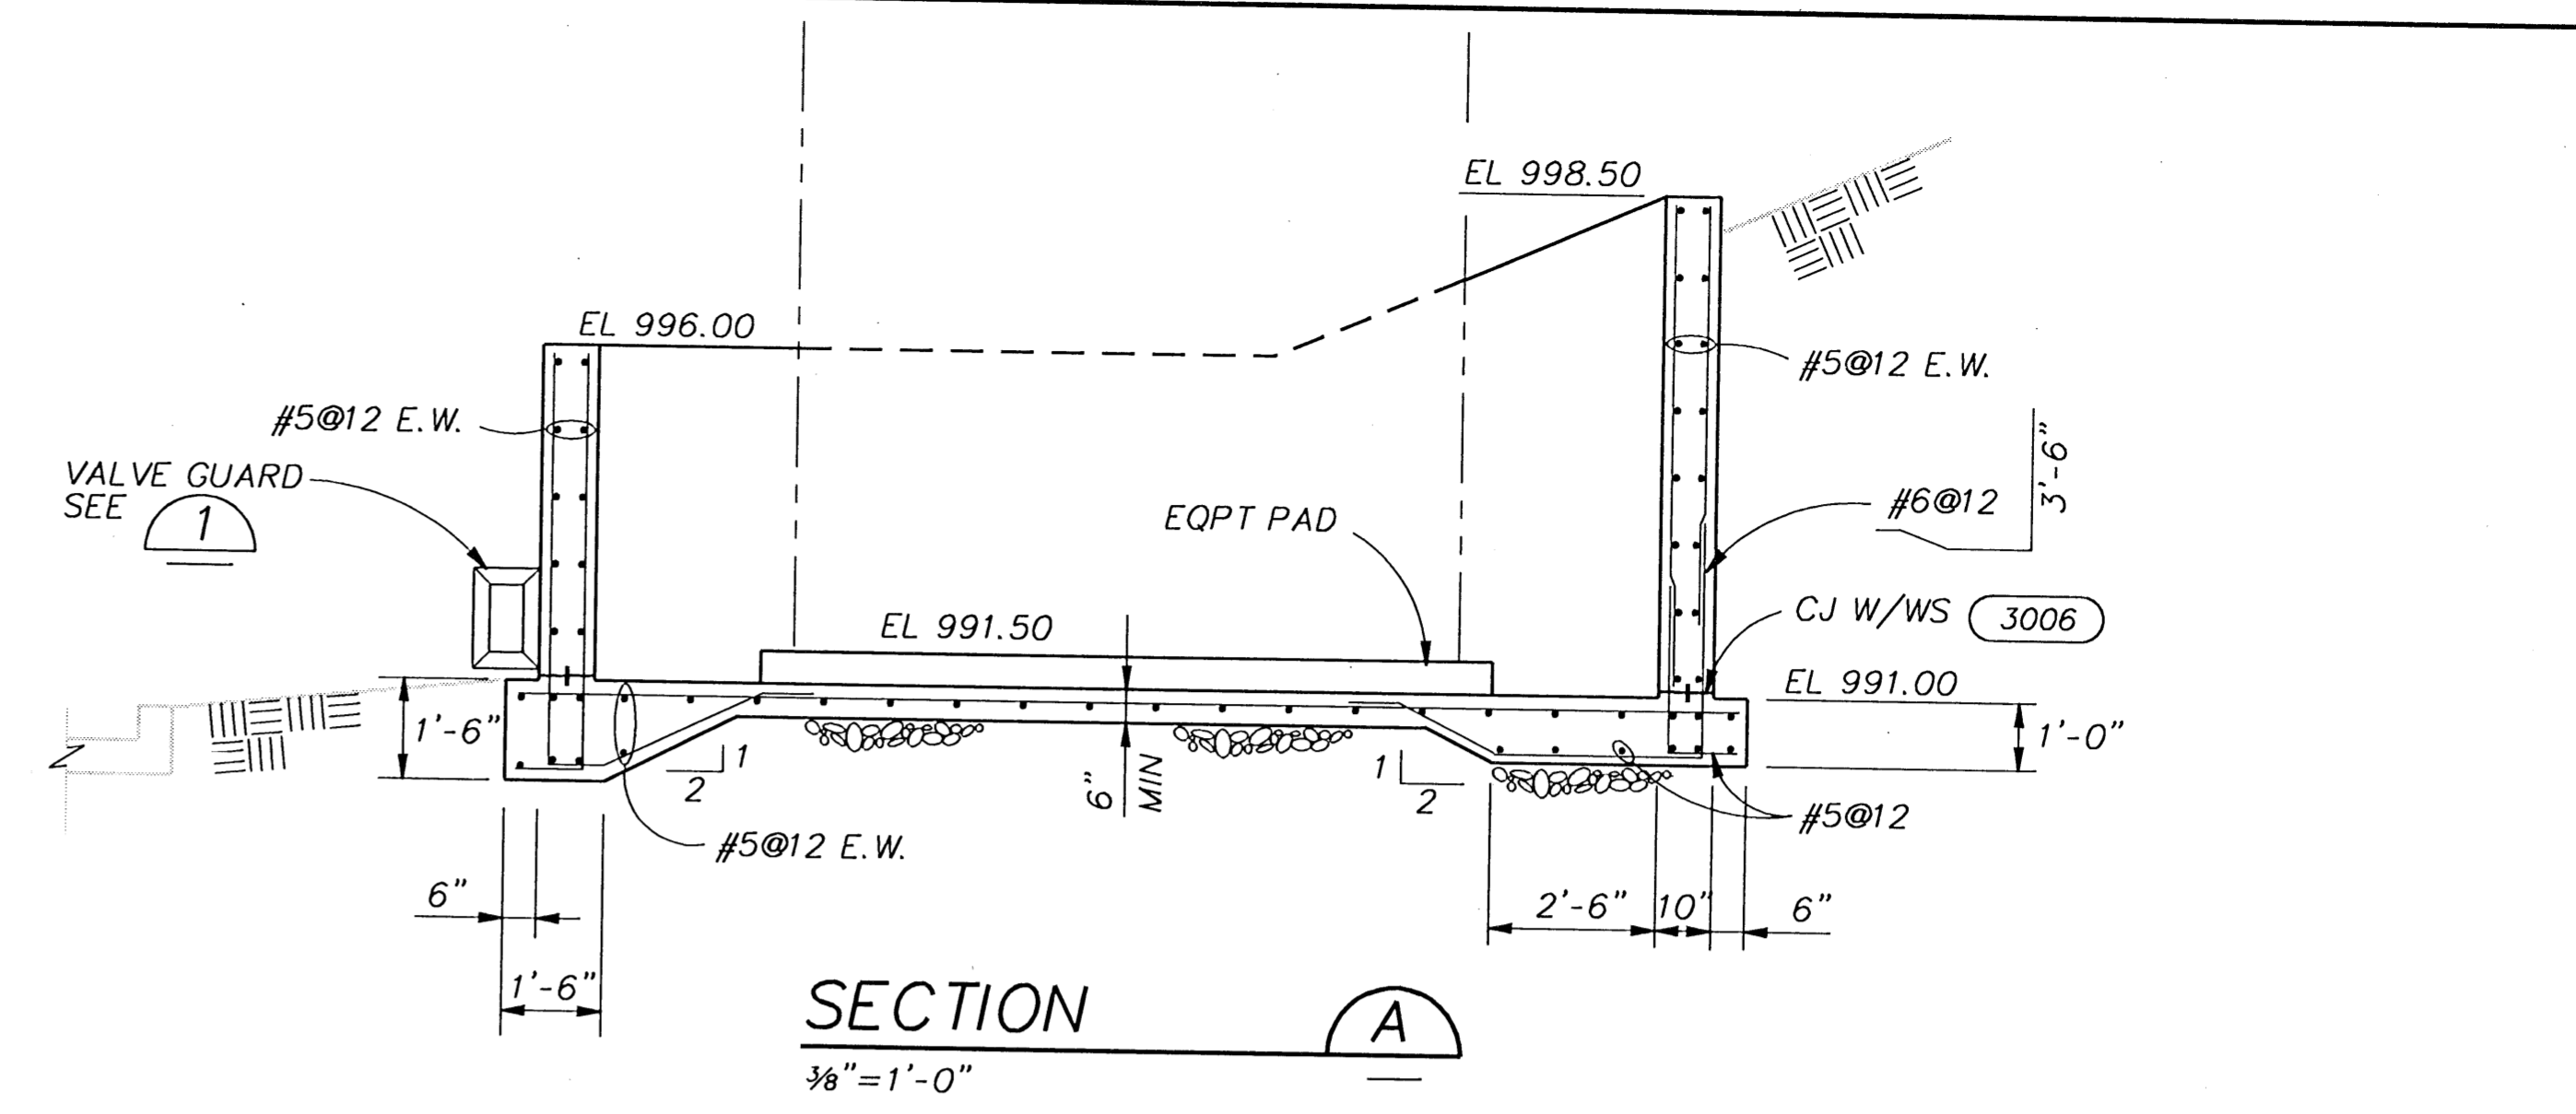 EL 998.50
EL 996.00
#5@12 E.W.
#5@12 E.W.
VALVE GUARD
SEE
1
3'-6"
#6@12
EQPT PAD
CJ W/WS 3006
EL 991.50
EL 991.00
1'-6"
1
2
6"
MIN
1
2
1'-0"
#5@12
#5@12 E.W.
6"
2'-6"
10"
6"
1'-6"
SECTION A
3/8"=1'-0"